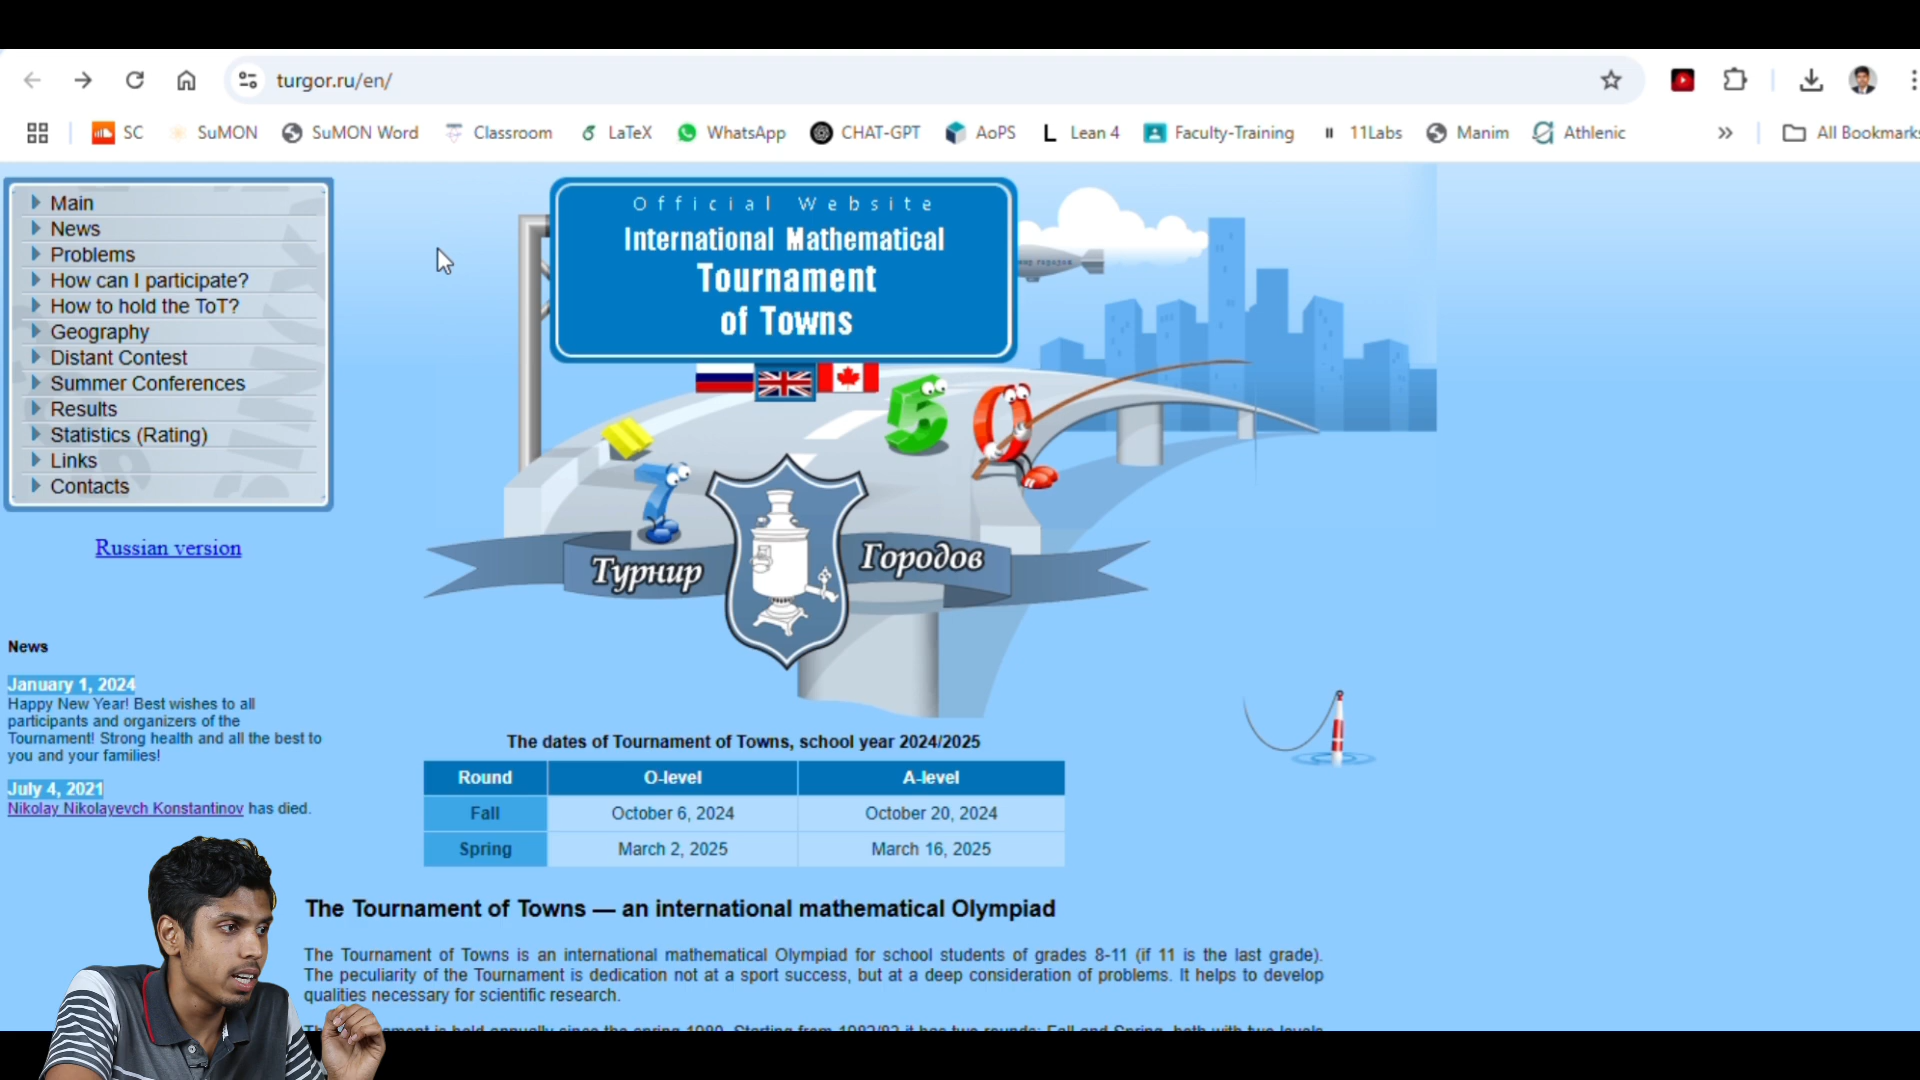 turgor.ru/en/
SC
SuMON
SuMON Word
Classroom
LaTeX
WhatsApp
CHAT-GPT
AoPS
L Lean 4
Faculty-Training
11Labs
Manim
Athlenic
All Bookmarks
Main
News
Problems
How can I participate?
How to hold the ToT?
Geography
Distant Contest
Summer Conferences
Results
Statistics (Rating)
Links
Contacts
Russian version
News
January 1, 2024
Happy New Year! Best wishes to all
participants and organizers of the
Tournament! Strong health and all the best to
you and your families!
July 4, 2021
Nikolay Nikolayevch Konstantinov has died.
Official Website
International Mathematical
Tournament
of Towns
7
5
0
Турнир
Городов
The dates of Tournament of Towns, school year 2024/2025
Round O-level A-level
Fall October 6, 2024 October 20, 2024
Spring March 2, 2025 March 16, 2025
The Tournament of Towns — an international mathematical Olympiad
The Tournament of Towns is an international mathematical Olympiad for school students of grades 8-11 (if 11 is the last grade).
The peculiarity of the Tournament is dedication not at a sport success, but at a deep consideration of problems. It helps to develop
qualities necessary for scientific research.